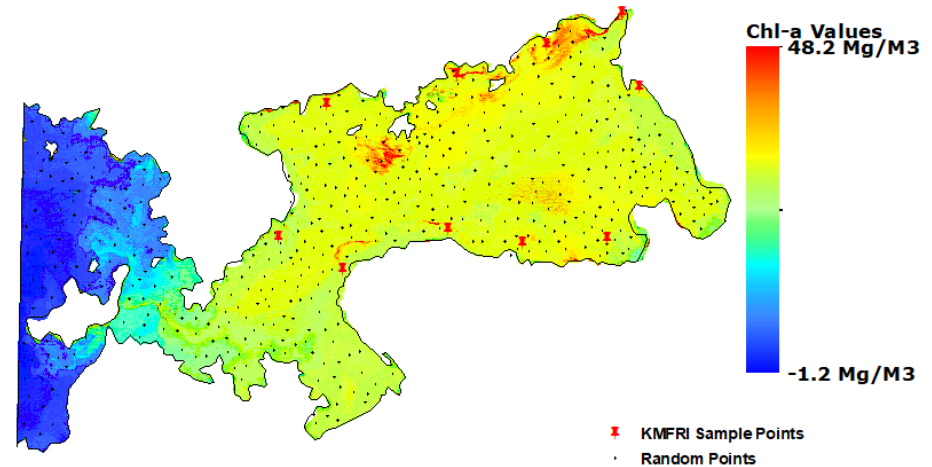 Chl-a Values
48.2 Mg/M3
-1.2 Mg/M3
KMFRI Sample Points
Random Points